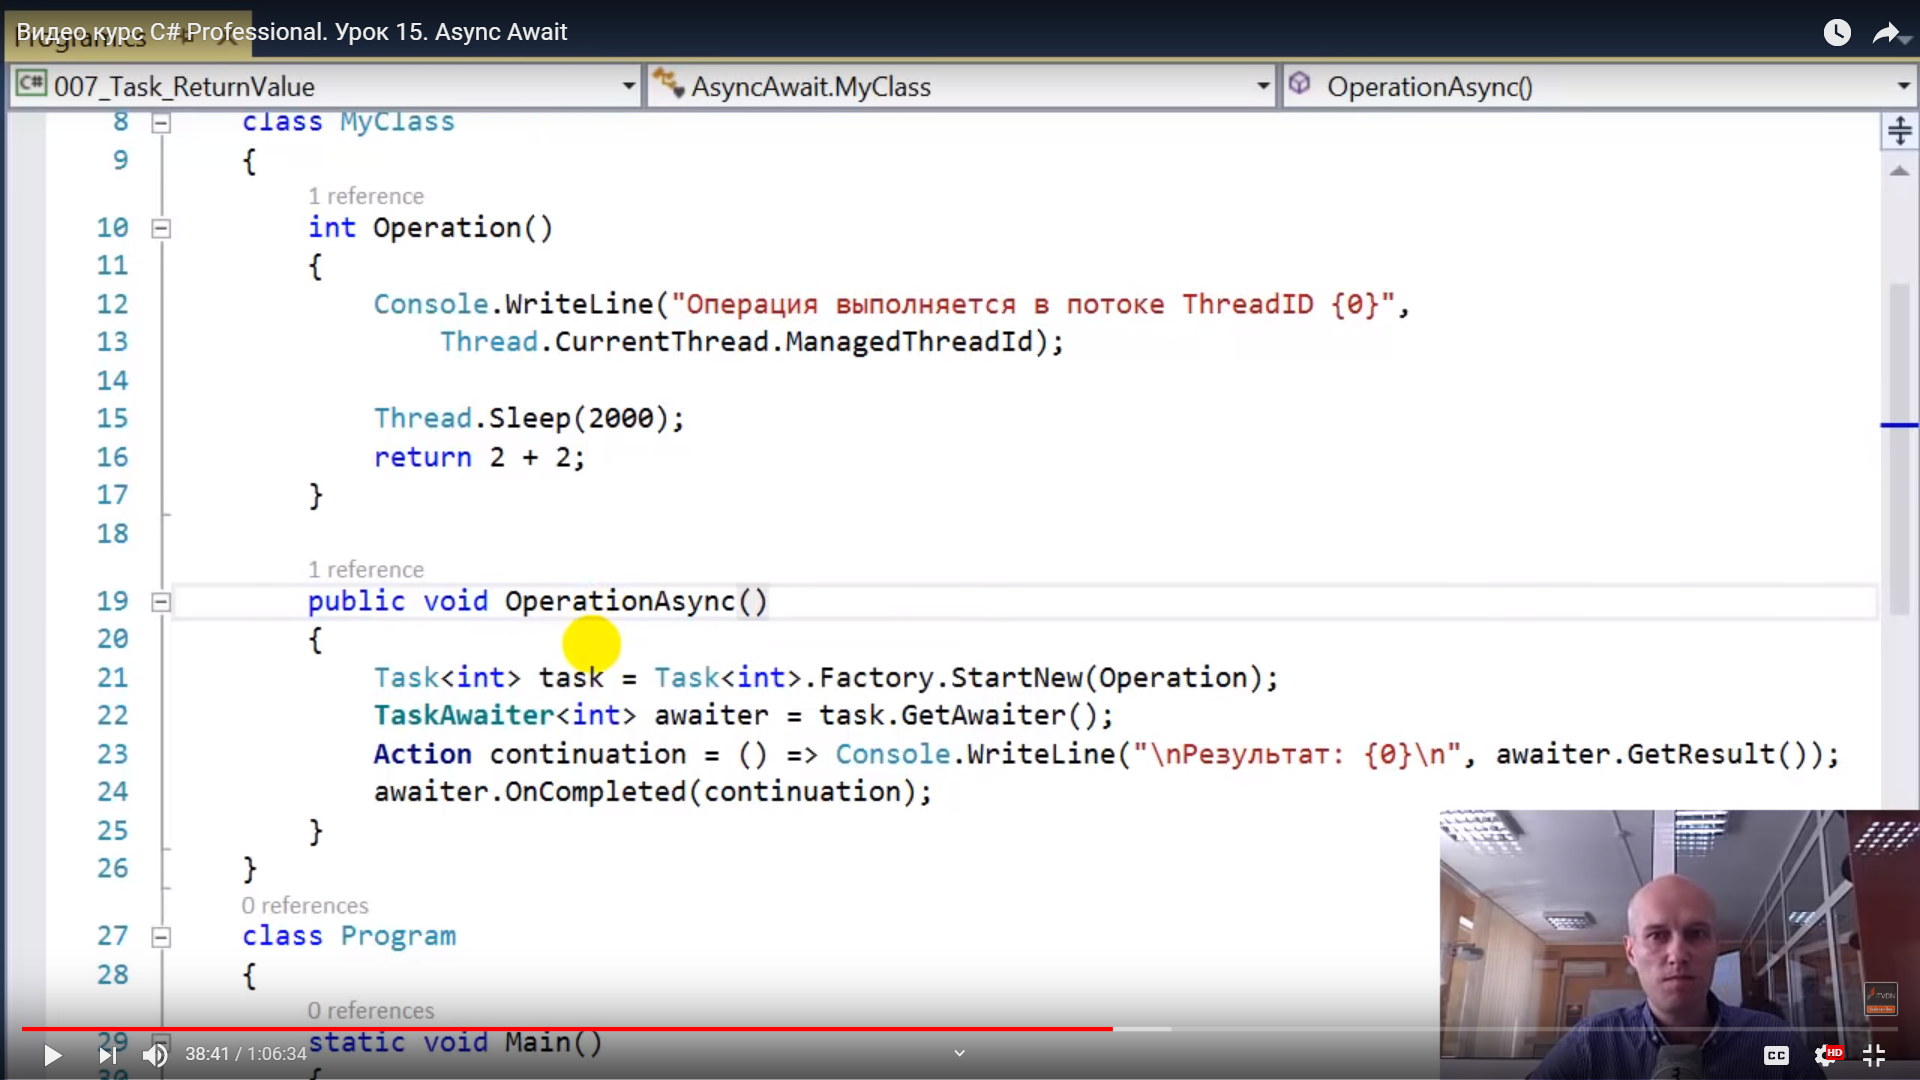 Видео курс C# Professional. Урок 15. Async Await
Program.cs
C# 007_Task_ReturnValue
AsyncAwait.MyClass
OperationAsync()
8 class MyClass
9 {
1 reference
10 int Operation()
11 {
12 Console.WriteLine("Операция выполняется в потоке ThreadID {0}",
13 Thread.CurrentThread.ManagedThreadId);
14
15 Thread.Sleep(2000);
16 return 2 + 2;
17 }
18
1 reference
19 public void OperationAsync()
20 {
21 Task<int> task = Task<int>.Factory.StartNew(Operation);
22 TaskAwaiter<int> awaiter = task.GetAwaiter();
23 Action continuation = () => Console.WriteLine("\nРезультат: {0}\n", awaiter.GetResult());
24 awaiter.OnCompleted(continuation);
25 }
26 }
0 references
27 class Program
28 {
0 references
29 static void Main()
30 {
38:41 / 1:06:34
CC
HD